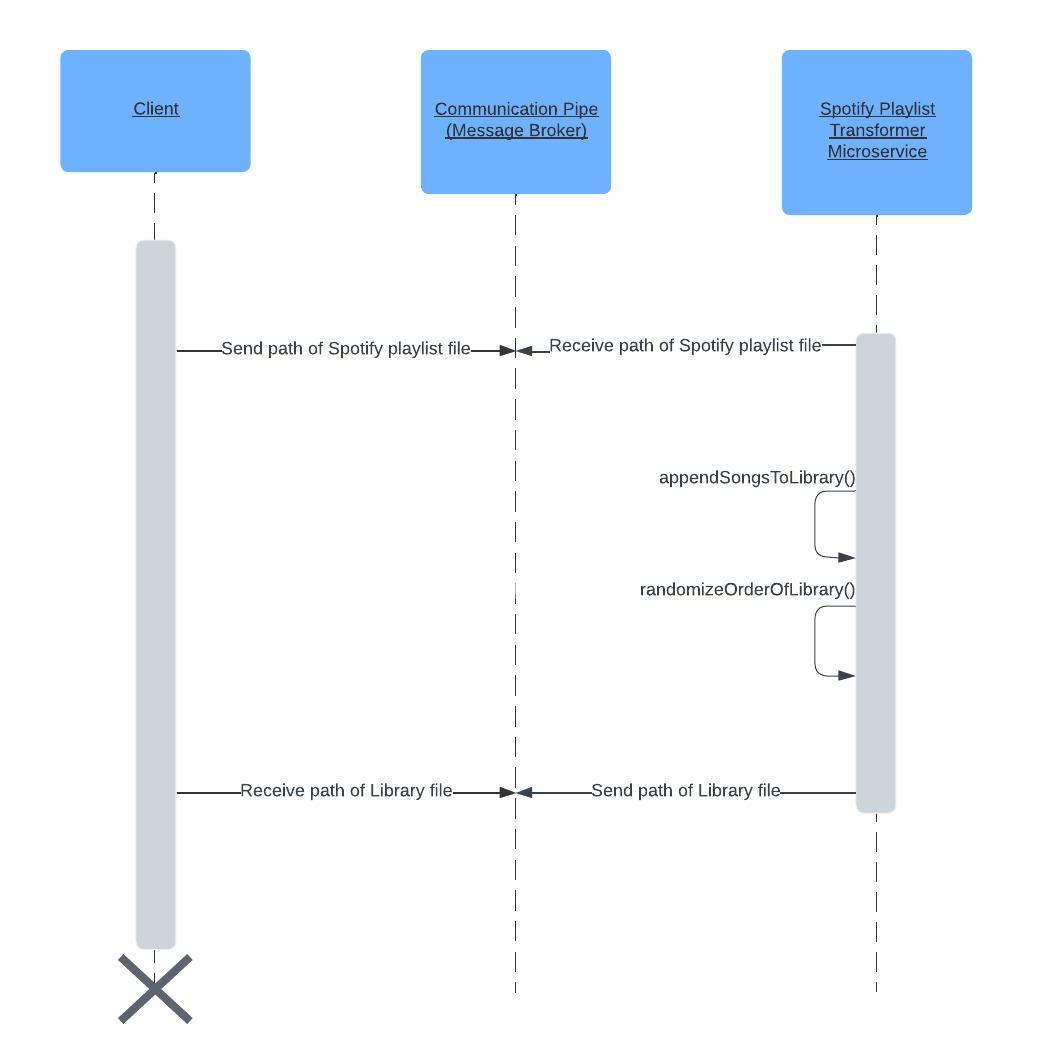 Client
Communication Pipe
(Message Broker)
Spotify Playlist
Transformer
Microservice
Send path of Spotify playlist file
Receive path of Spotify playlist file
appendSongsToLibrary()
randomizeOrderOfLibrary()
Receive path of Library file
Send path of Library file